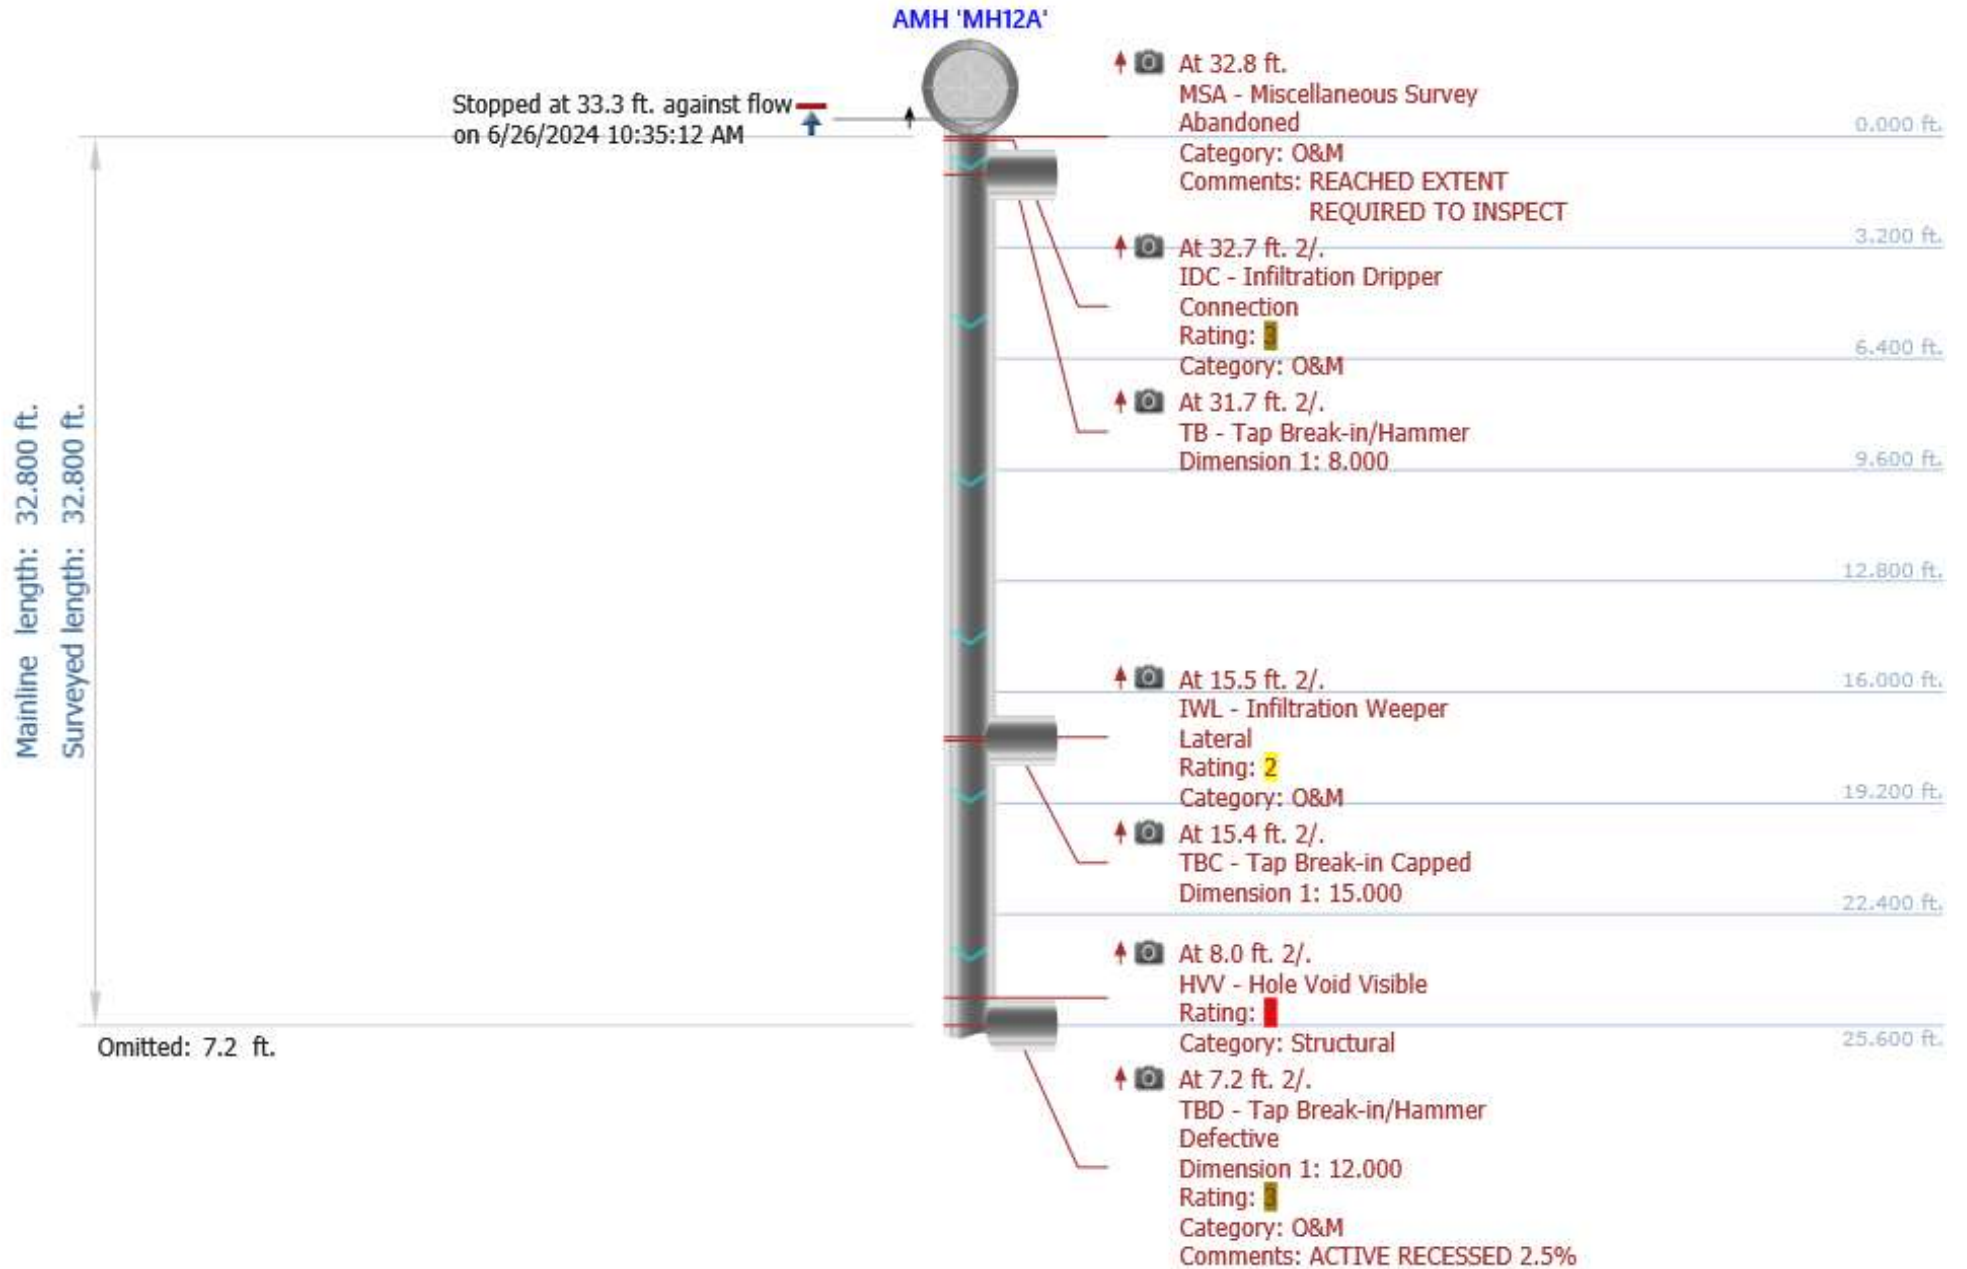 AMH 'MH12A'
Stopped at 33.3 ft. against flow
on 6/26/2024 10:35:12 AM
At 32.8 ft.
MSA - Miscellaneous Survey
Abandoned
Category: O&M
Comments: REACHED EXTENT
REQUIRED TO INSPECT
At 32.7 ft. 2/.
IDC - Infiltration Dripper
Connection
Rating: 3
Category: O&M
At 31.7 ft. 2/.
TB - Tap Break-in/Hammer
Dimension 1: 8.000
At 15.5 ft. 2/.
IWL - Infiltration Weeper
Lateral
Rating: 2
Category: O&M
At 15.4 ft. 2/.
TBC - Tap Break-in Capped
Dimension 1: 15.000
At 8.0 ft. 2/.
HVV - Hole Void Visible
Rating:
Category: Structural
At 7.2 ft. 2/.
TBD - Tap Break-in/Hammer
Defective
Dimension 1: 12.000
Rating: 3
Category: O&M
Comments: ACTIVE RECESSED 2.5%
0.000 ft.
3.200 ft.
6.400 ft.
9.600 ft.
12.800 ft.
16.000 ft.
19.200 ft.
22.400 ft.
25.600 ft.
Mainline length: 32.800 ft.
Surveyed length: 32.800 ft.
Omitted: 7.2 ft.